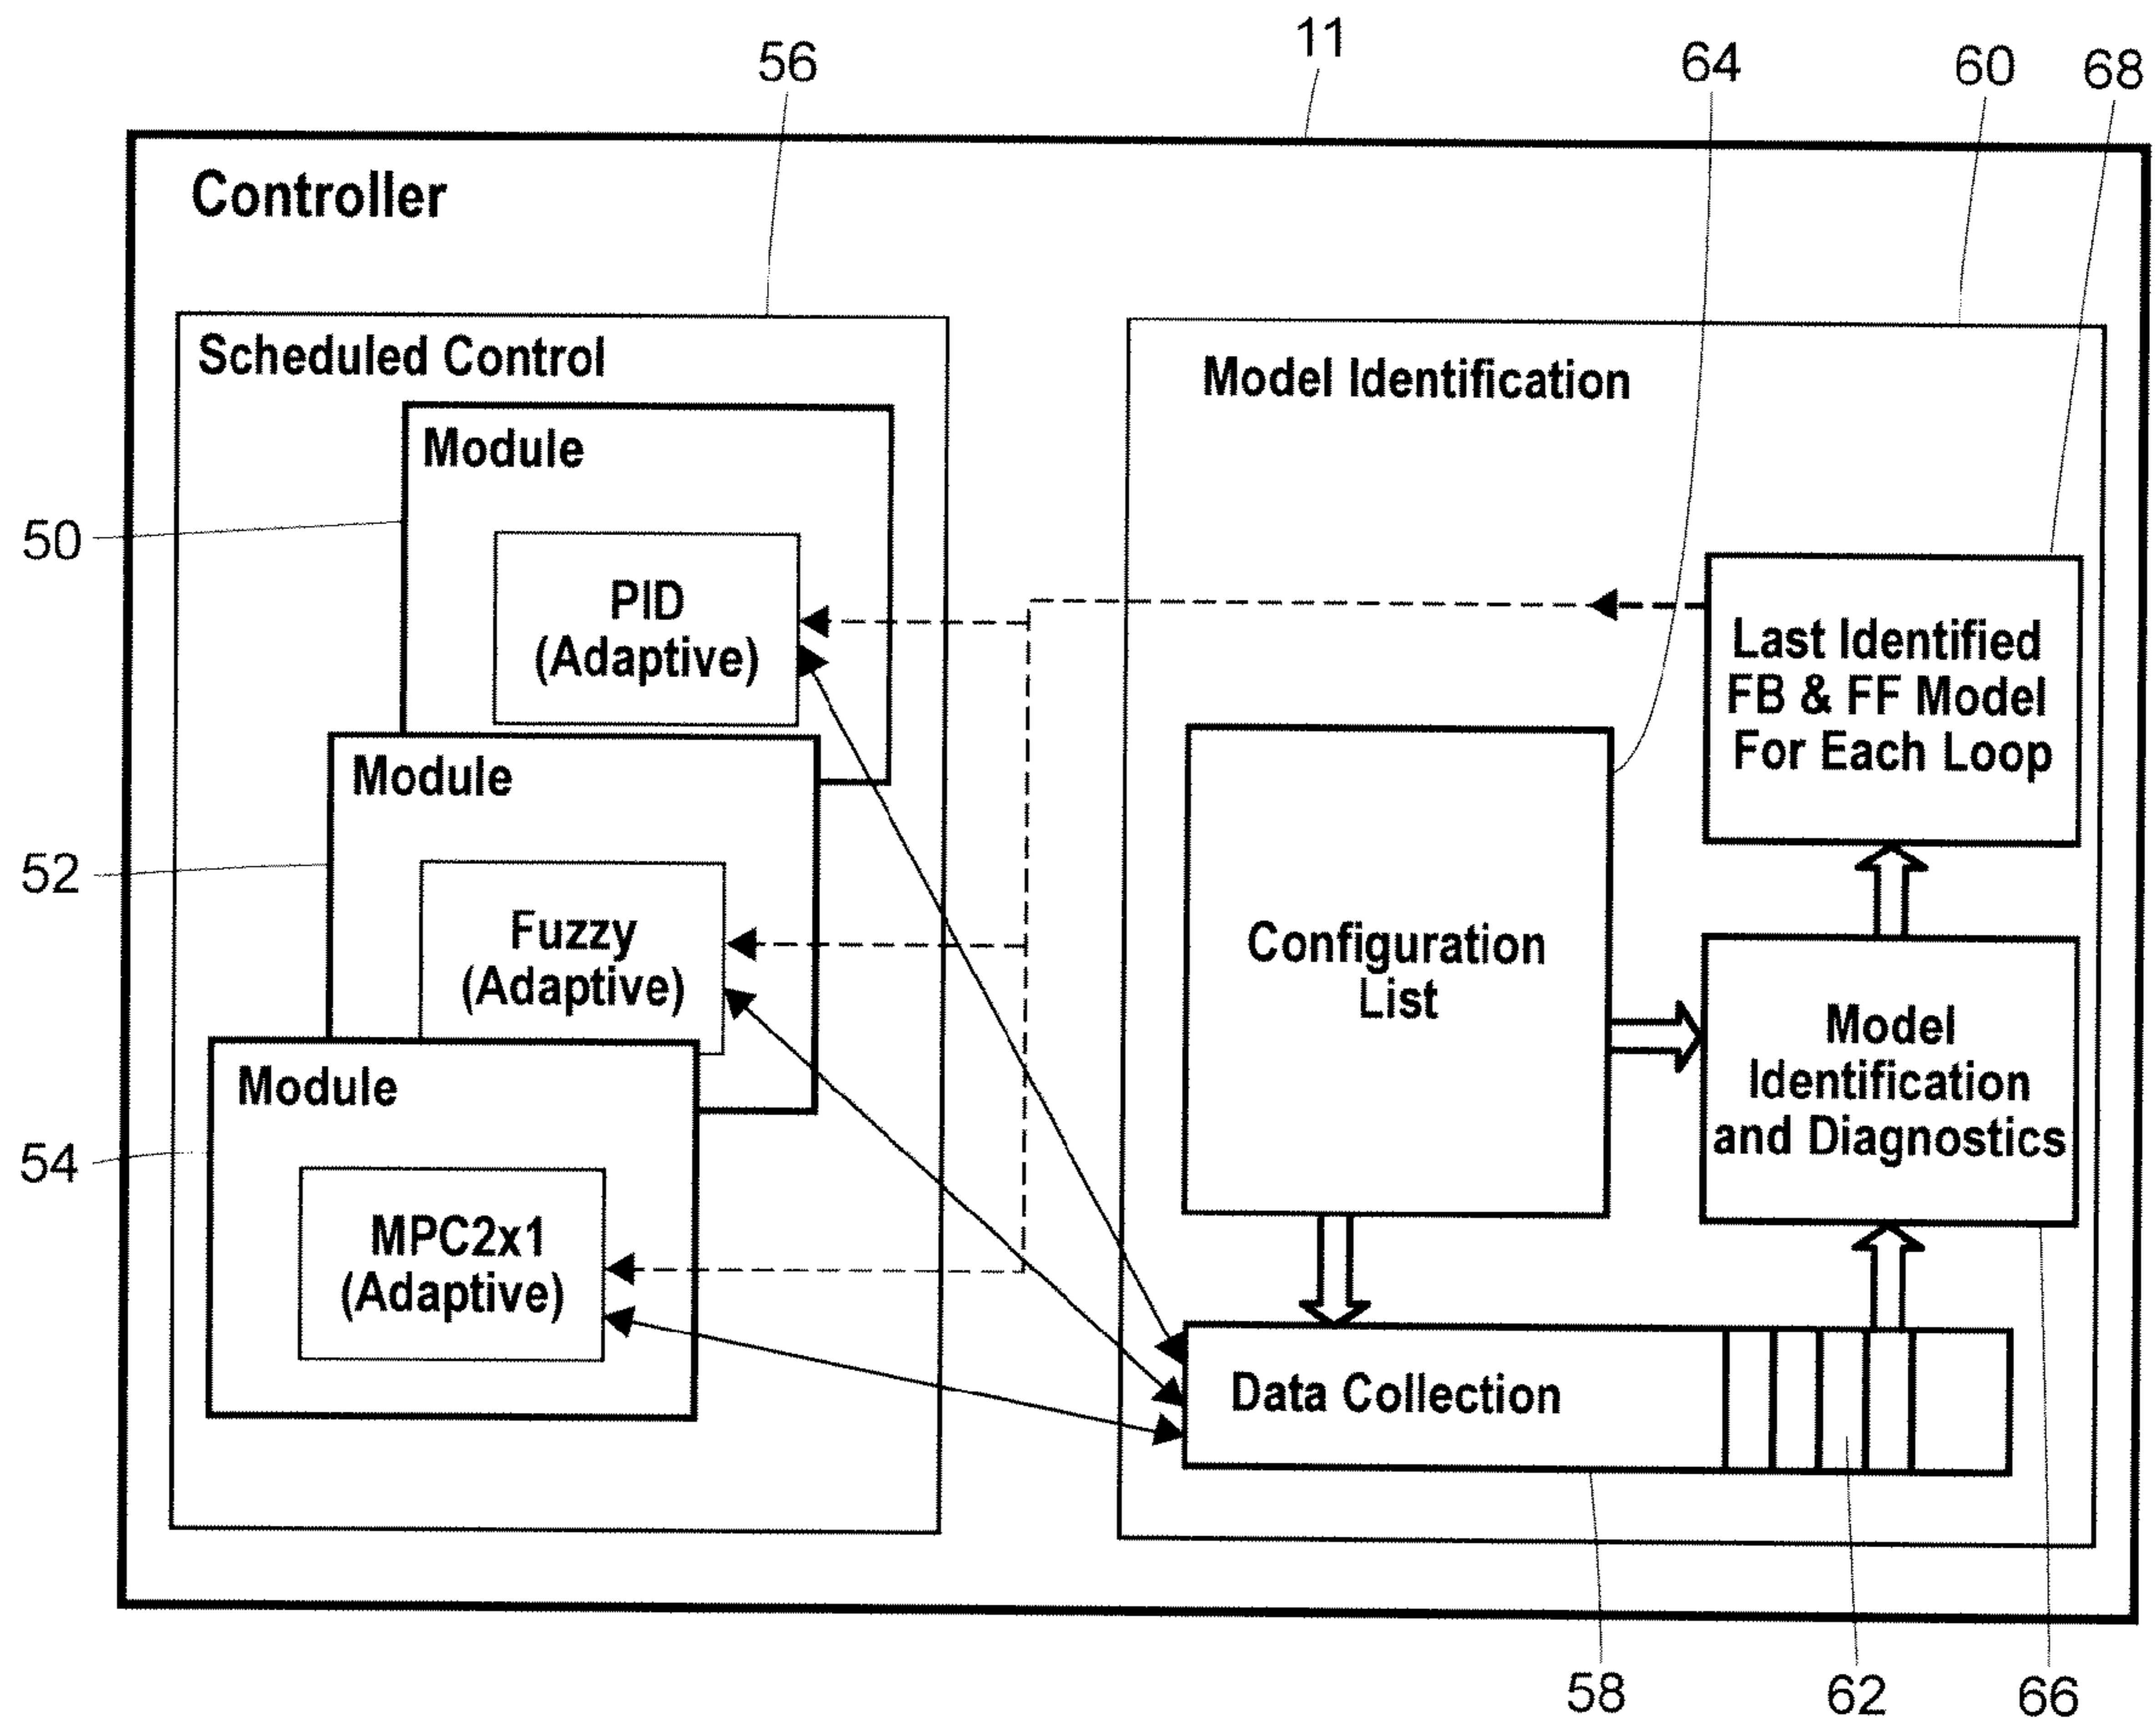 11
56
64
60
68
Controller
Scheduled Control
Model Identification
Module
50
PID
(Adaptive)
Last Identified
FB & FF Model
For Each Loop
Module
52
Fuzzy
(Adaptive)
Configuration
List
Model
Identification
and Diagnostics
Module
54
MPC2x1
(Adaptive)
Data Collection
58
62
66